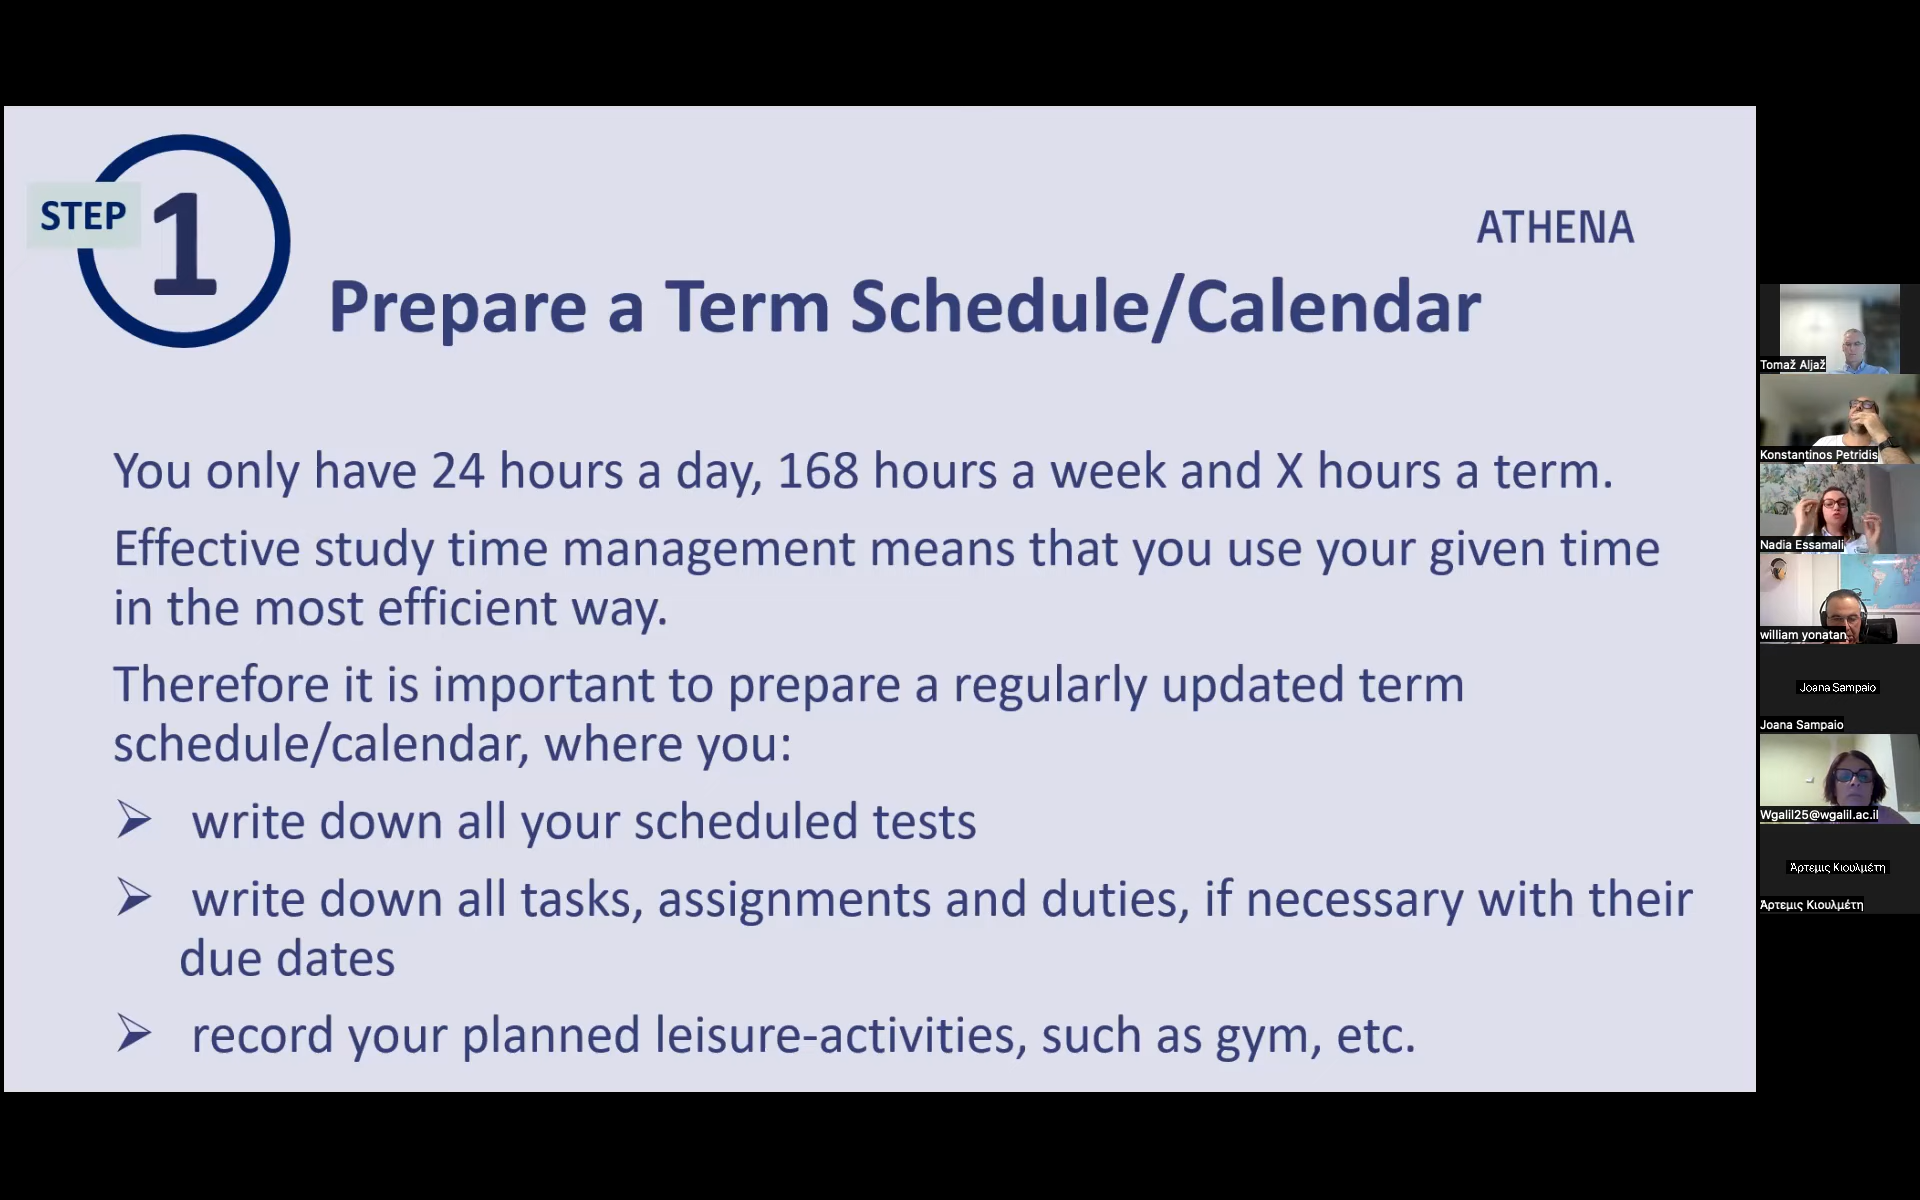 STEP
1
ATHENA
Prepare a Term Schedule/Calendar
You only have 24 hours a day, 168 hours a week and X hours a term.
Effective study time management means that you use your given time
in the most efficient way.
Therefore it is important to prepare a regularly updated term
schedule/calendar, where you:
➢ write down all your scheduled tests
➢ write down all tasks, assignments and duties, if necessary with their
due dates
➢ record your planned leisure-activities, such as gym, etc.
Tomaž Aljaž
Konstantinos Petridis
Nadia Essamali
william yonatan
Joana Sampaio
Joana Sampaio
Wgalil25@wgalil.ac.il
Άρτεμις Κιουλμέτη
Άρτεμις Κιουλμέτη